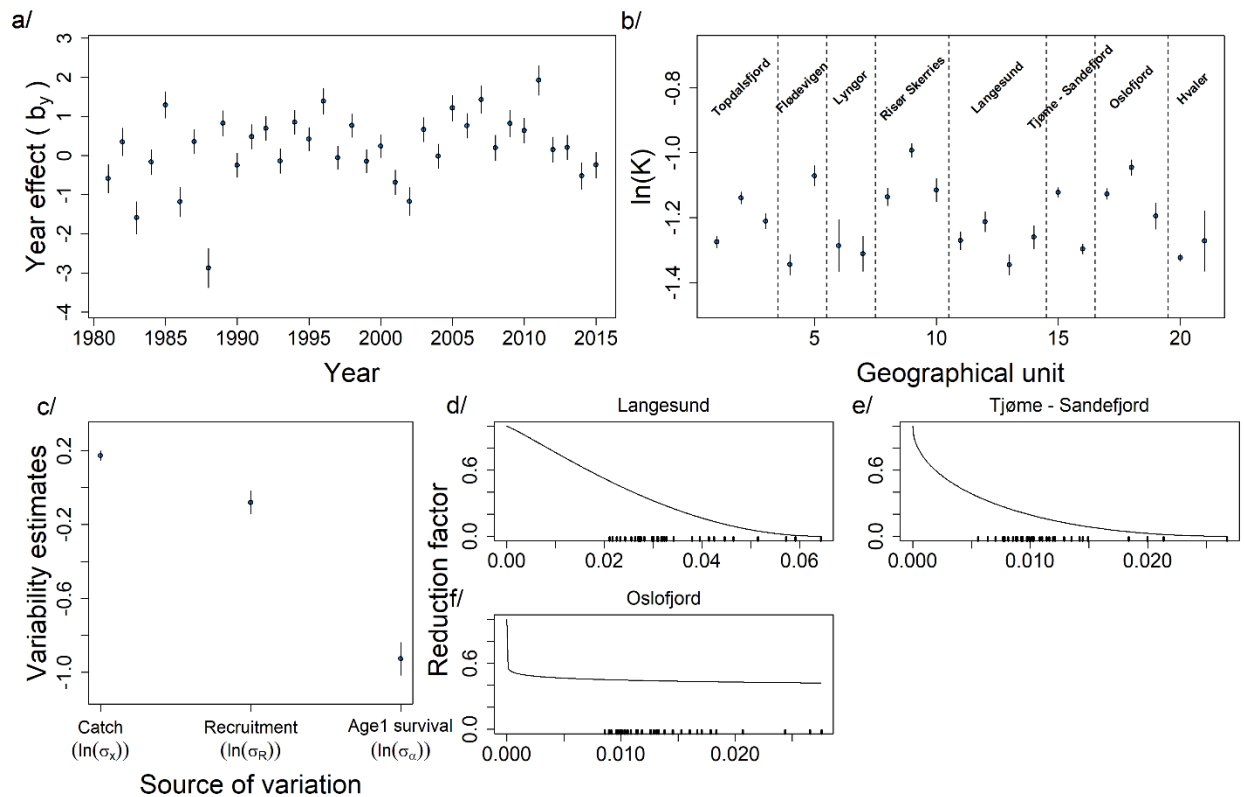 a/
Year effect ( by )
3
2
1
0
-1
-2
-3
-4
1980 1985 1990 1995 2000 2005 2010 2015
Year
b/
ln(K)
-0.8
-1.0
-1.2
-1.4
Topdalsfjord
Flødevigen
Lyngor
Risør Skerries
Langesund
Tjøme - Sandefjord
Oslofjord
Hvaler
5 10 15 20
Geographical unit
c/
Variability estimates
0.2
-0.2
-0.6
-1.0
Catch
(ln(σx))
Recruitment
(ln(σR))
Age1 survival
(ln(σα))
Source of variation
Reduction factor
d/
Langesund
0.6
0.0
0.00 0.02 0.04 0.06
e/
Tjøme - Sandefjord
0.6
0.0
0.000 0.010 0.020
f/
Oslofjord
0.6
0.0
0.000 0.010 0.020